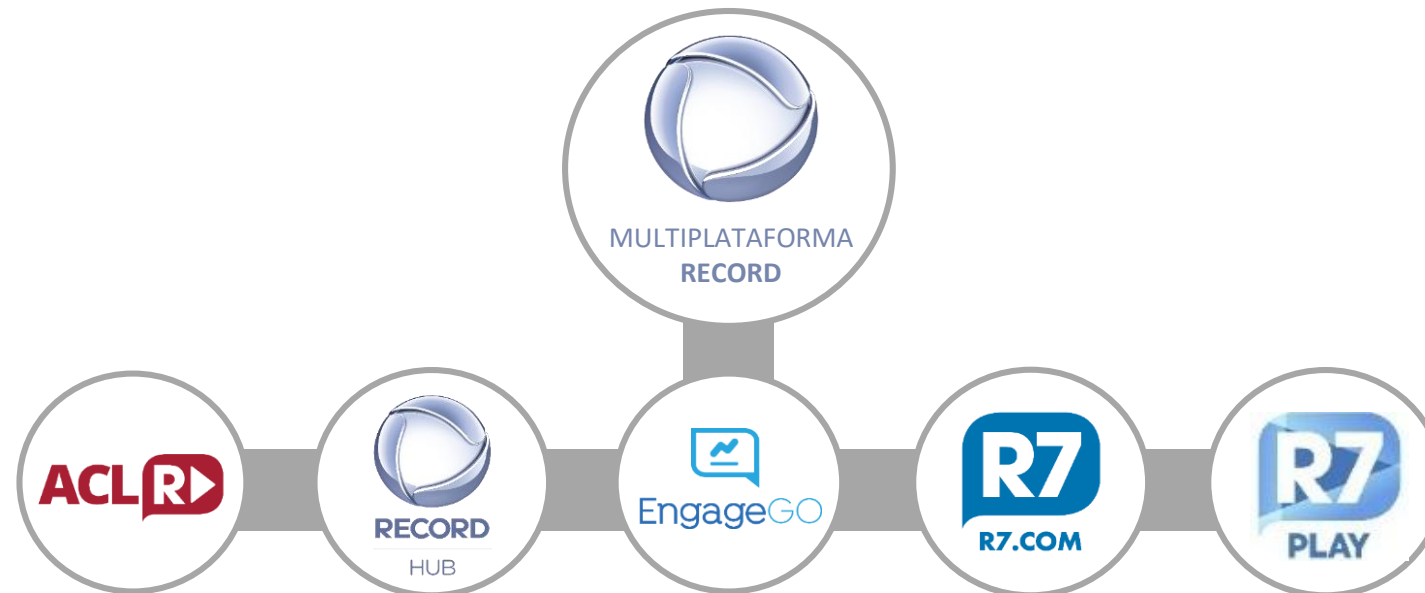 MULTIPLATAFORMA
RECORD
ACLR
RECORD
HUB
EngageGO
R7
R7.COM
R7
PLAY